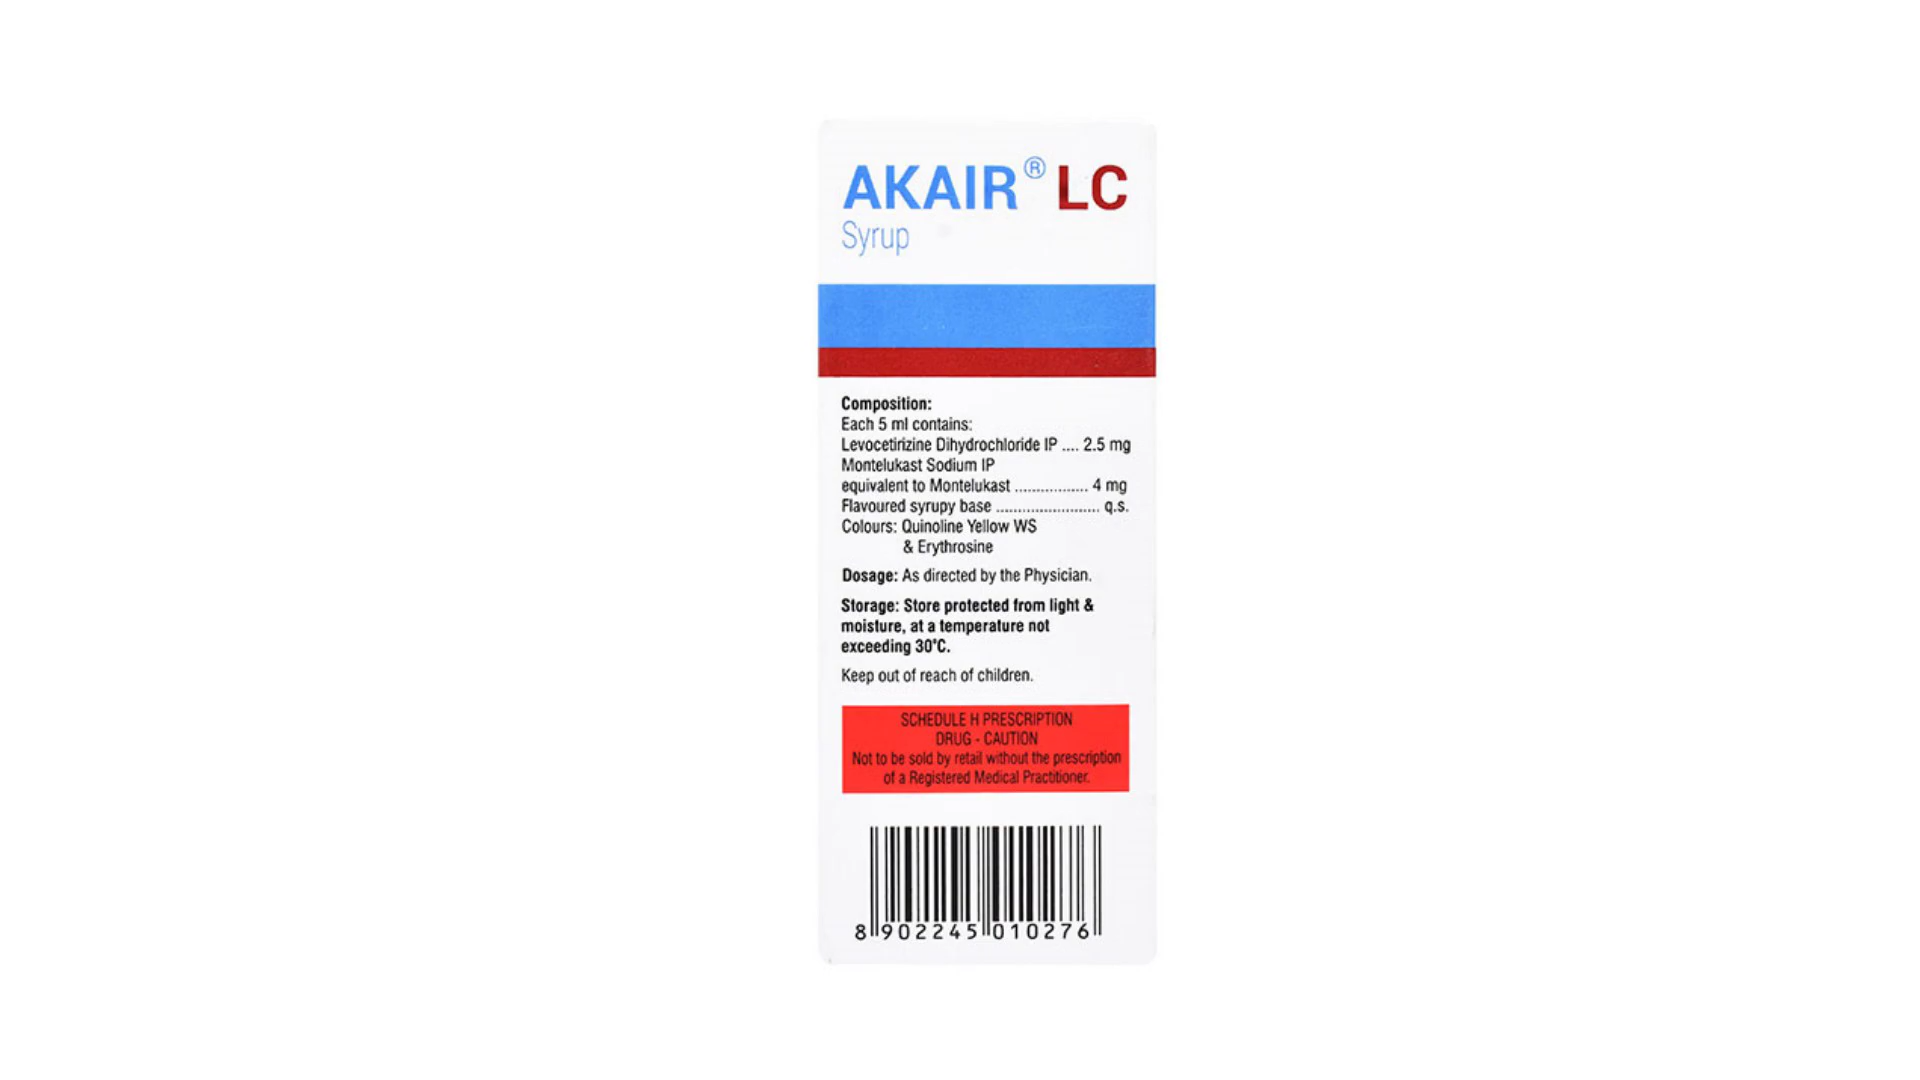 AKAIR® LC
Syrup
Composition:
Each 5 ml contains:
Levocetirizine Dihydrochloride IP .... 2.5 mg
Montelukast Sodium IP
equivalent to Montelukast ................. 4 mg
Flavoured syrupy base ........................ q.s.
Colours: Quinoline Yellow WS
& Erythrosine
Dosage: As directed by the Physician.
Storage: Store protected from light &
moisture, at a temperature not
exceeding 30°C.
Keep out of reach of children.
SCHEDULE H PRESCRIPTION
DRUG - CAUTION
Not to be sold by retail without the prescription
of a Registered Medical Practitioner.
8 902245 010276